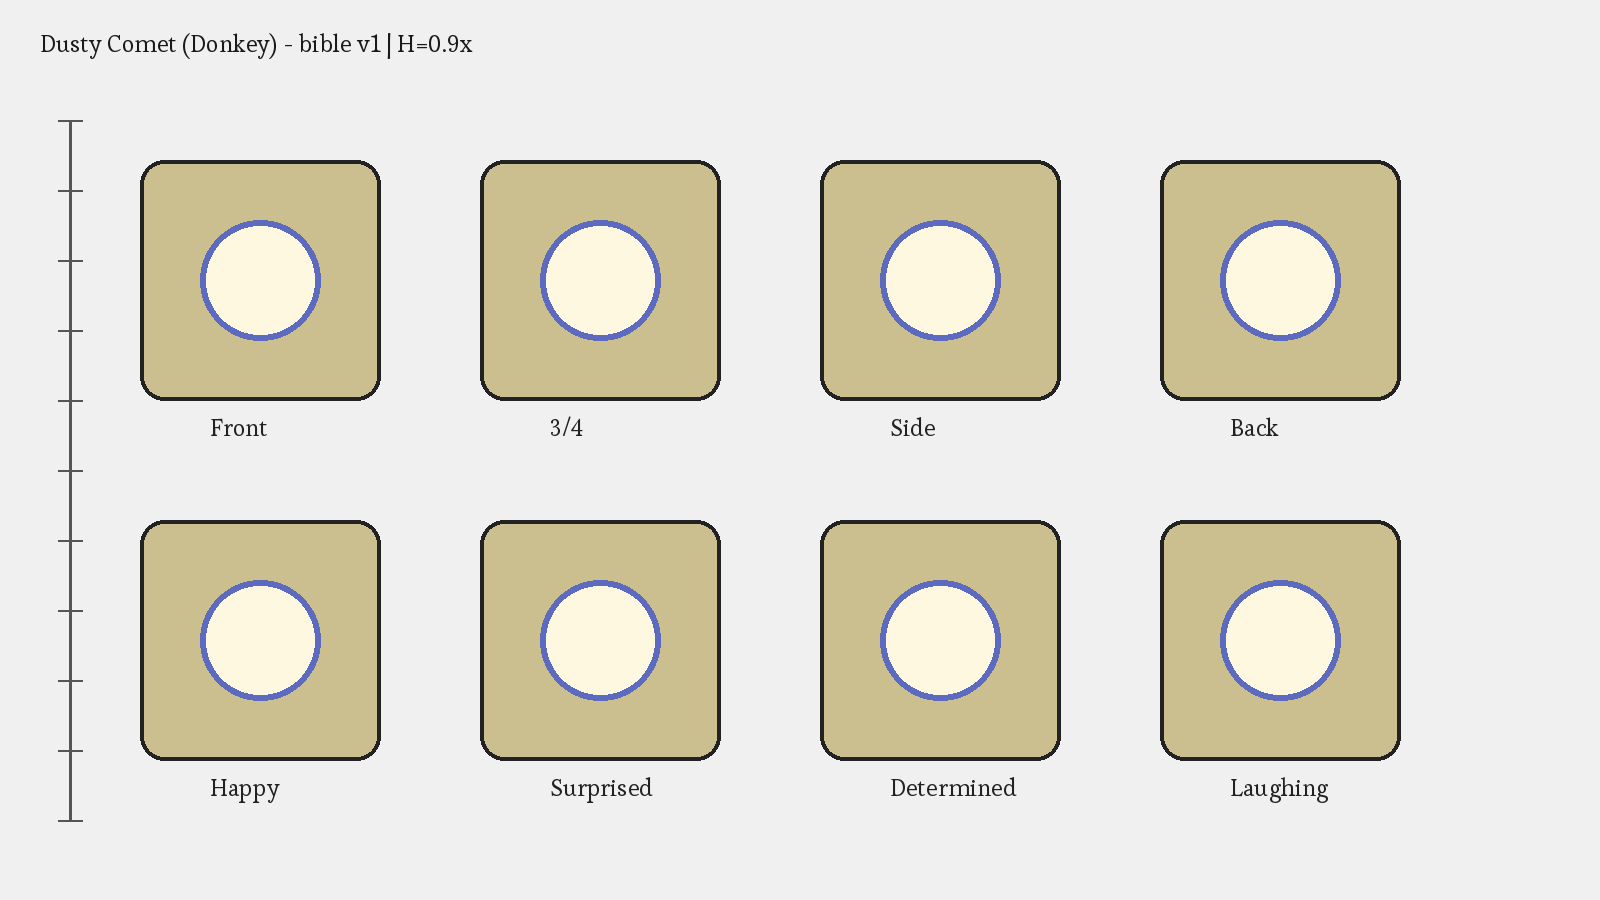 Dusty Comet (Donkey) - bible v1 | H=0.9x
Front
3/4
Side
Back
Happy
Surprised
Determined
Laughing